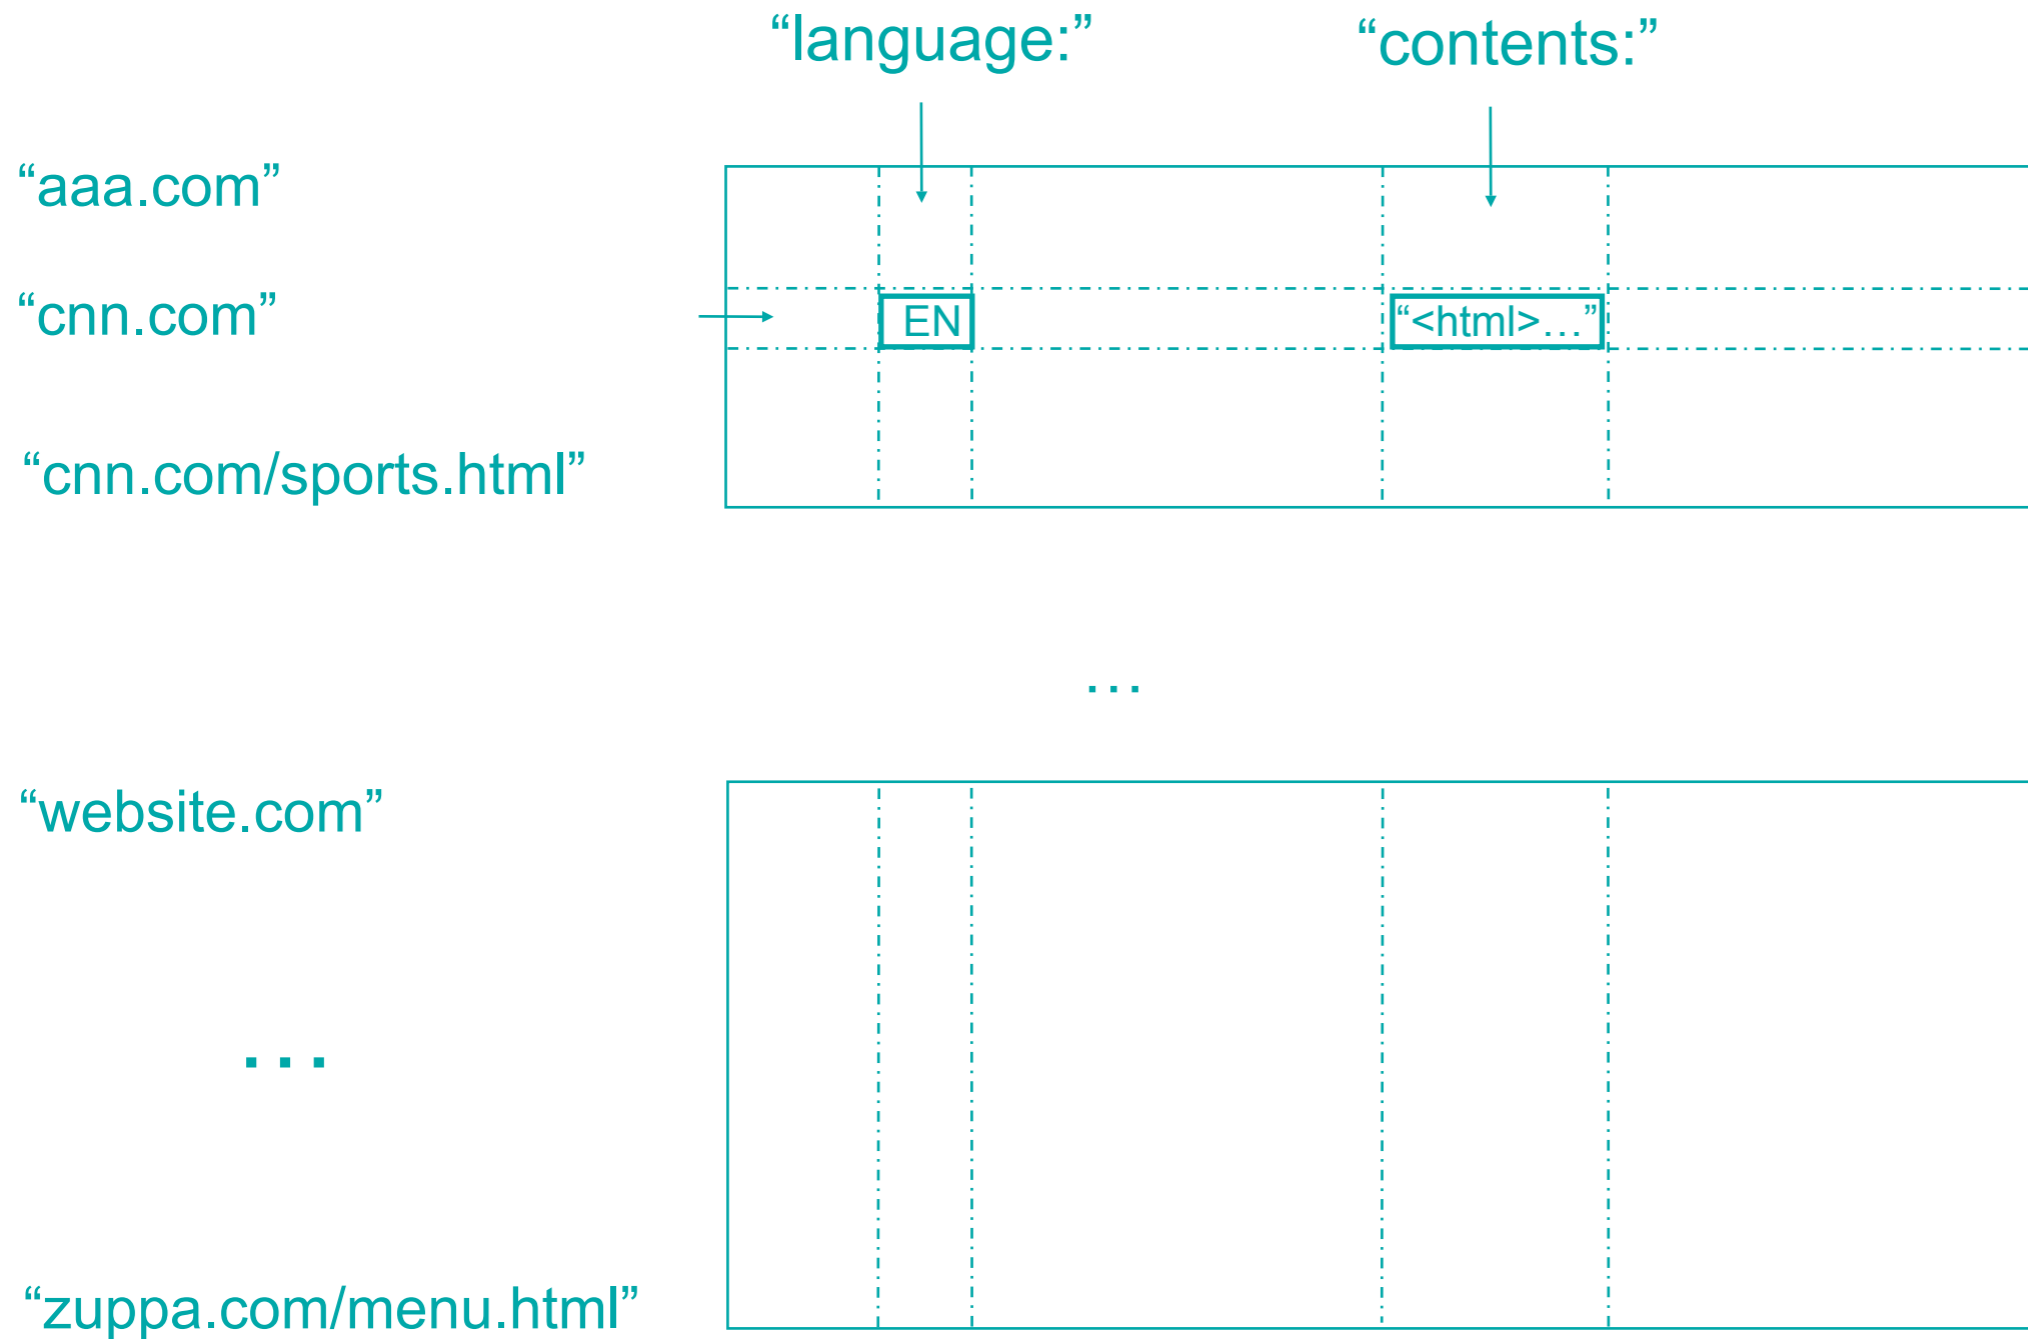 “language:” “contents:”
“aaa.com”
“cnn.com” EN “<html>…”
“cnn.com/sports.html”
…
“website.com”
…
“zuppa.com/menu.html”